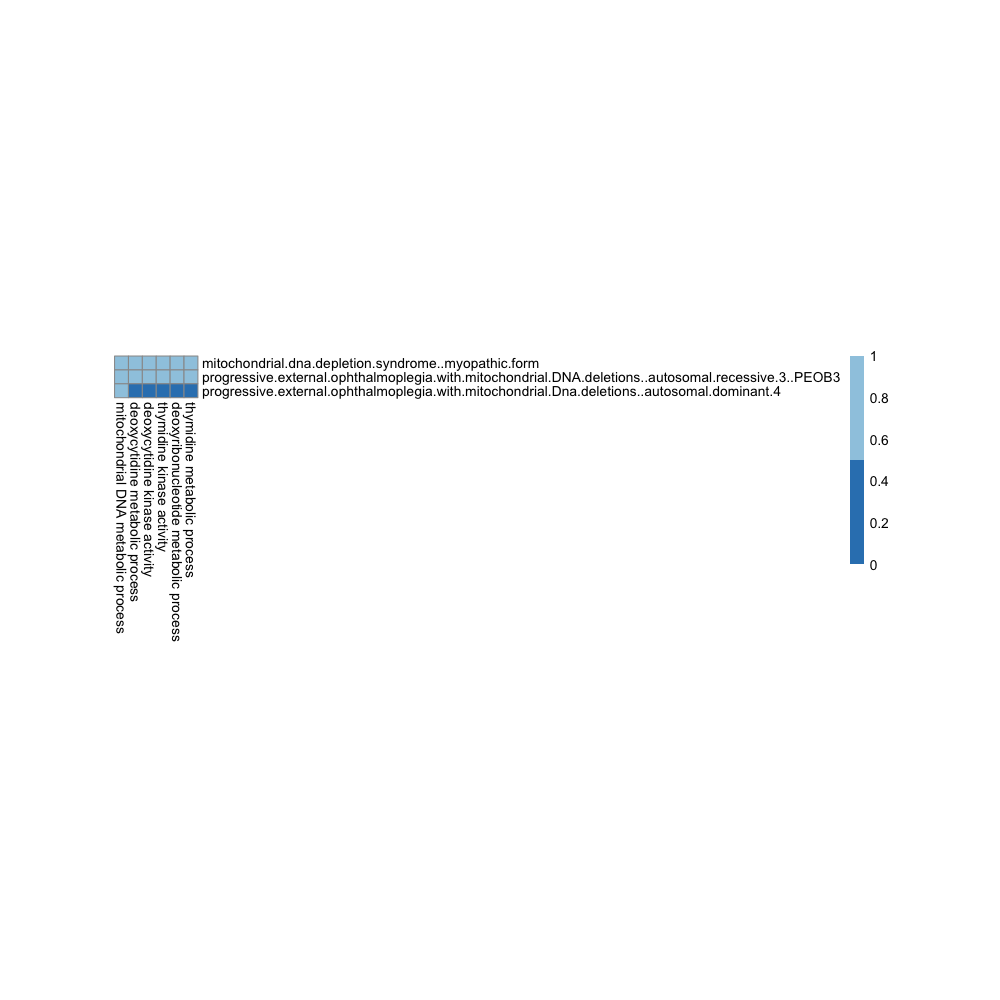 mitochondrial.dna.depletion.syndrome..myopathic.form
progressive.external.ophthalmoplegia.with.mitochondrial.DNA.deletions..autosomal.recessive.3..PEOB3
progressive.external.ophthalmoplegia.with.mitochondrial.Dna.deletions..autosomal.dominant.4
mitochondrial DNA metabolic process
deoxycytidine metabolic process
deoxycytidine kinase activity
thymidine kinase activity
deoxyribonucleotide metabolic process
thymidine metabolic process
1
0.8
0.6
0.4
0.2
0